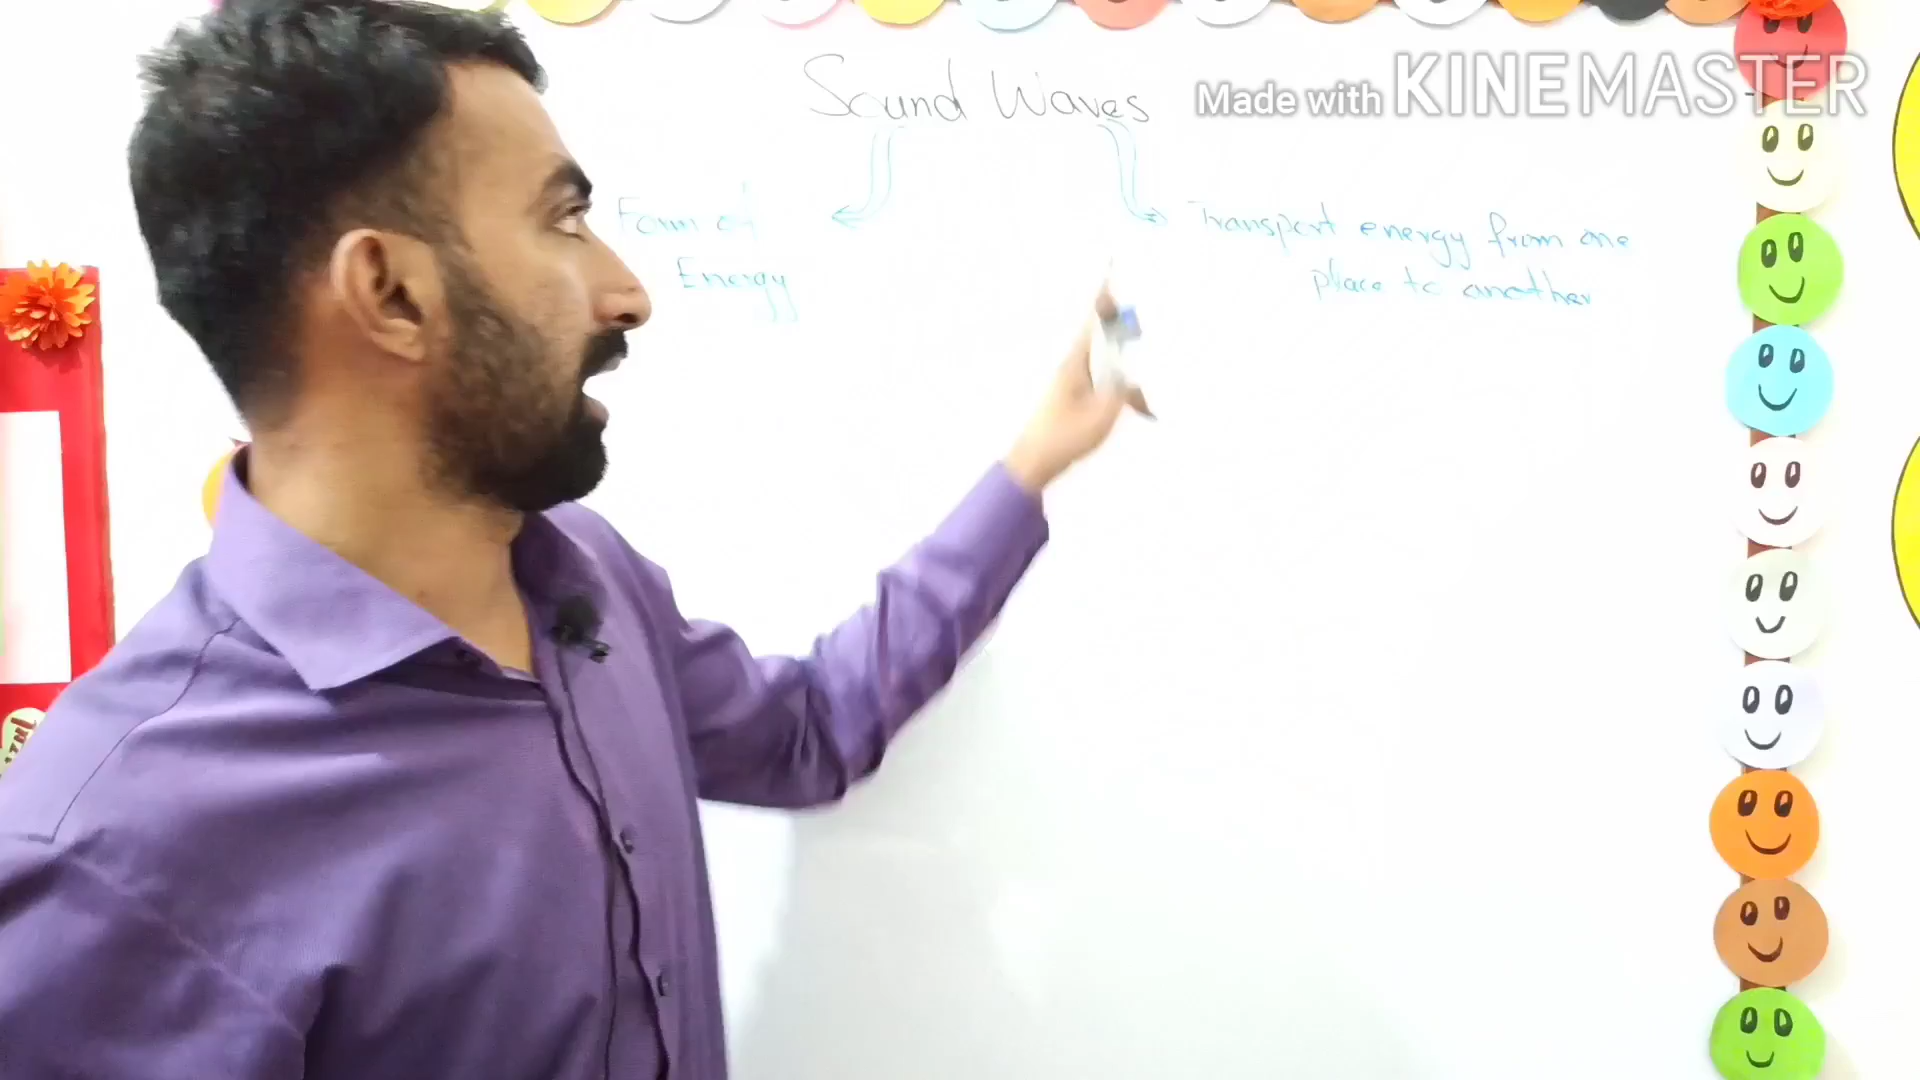 Sound Waves
Made with KINEMASTER
Form of
Energy
Transport energy from one
place to another